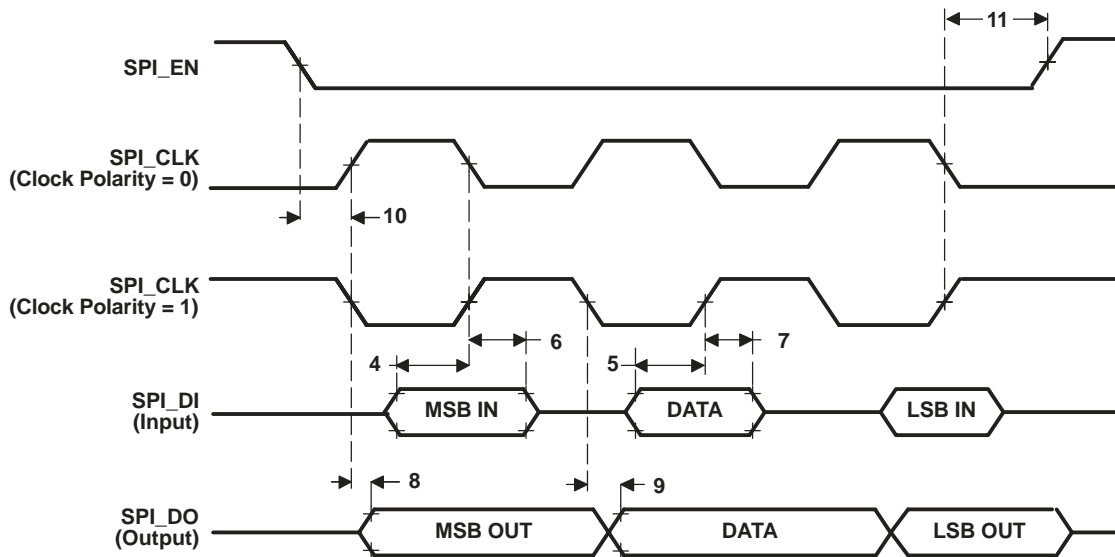 11
SPI_EN
SPI_CLK
(Clock Polarity = 0)
10
SPI_CLK
(Clock Polarity = 1)
4
6
5
7
SPI_DI
(Input)
MSB IN
DATA
LSB IN
8
9
SPI_DO
(Output)
MSB OUT
DATA
LSB OUT